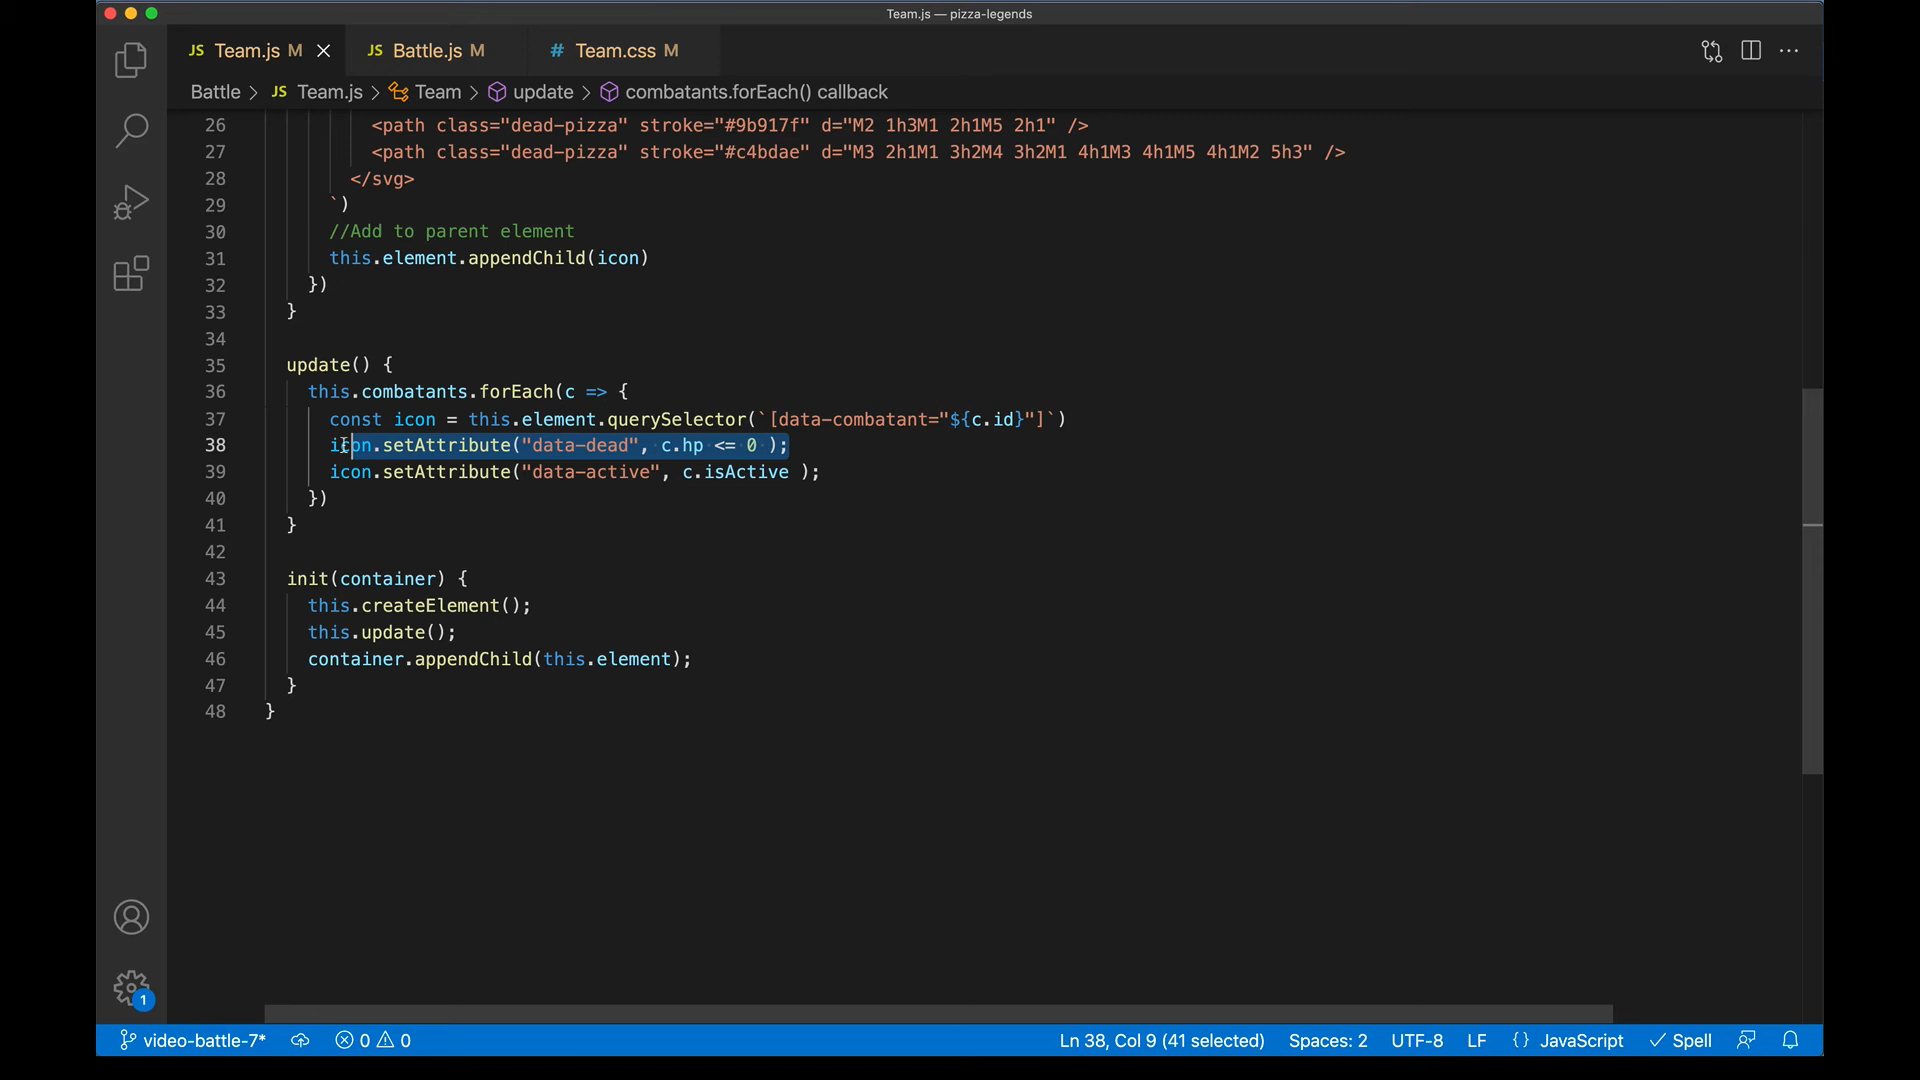 Team.js — pizza-legends
JS Team.js M JS Battle.js M # Team.css M
Battle > JS Team.js > Team > update > combatants.forEach() callback
26 <path class="dead-pizza" stroke="#9b917f" d="M2 1h3M1 2h1M5 2h1" />
27 <path class="dead-pizza" stroke="#c4bdae" d="M3 2h1M1 3h2M4 3h2M1 4h1M3 4h1M5 4h1M2 5h3" />
28 </svg>
29 `)
30 //Add to parent element
31 this.element.appendChild(icon)
32 })
33 }
34
35 update() {
36 this.combatants.forEach(c => {
37 const icon = this.element.querySelector(`[data-combatant="${c.id}"]`)
38 icon.setAttribute("data-dead", c.hp <= 0 );
39 icon.setAttribute("data-active", c.isActive );
40 })
41 }
42
43 init(container) {
44 this.createElement();
45 this.update();
46 container.appendChild(this.element);
47 }
48 }
1
video-battle-7* 0 0 Ln 38, Col 9 (41 selected) Spaces: 2 UTF-8 LF {} JavaScript Spell